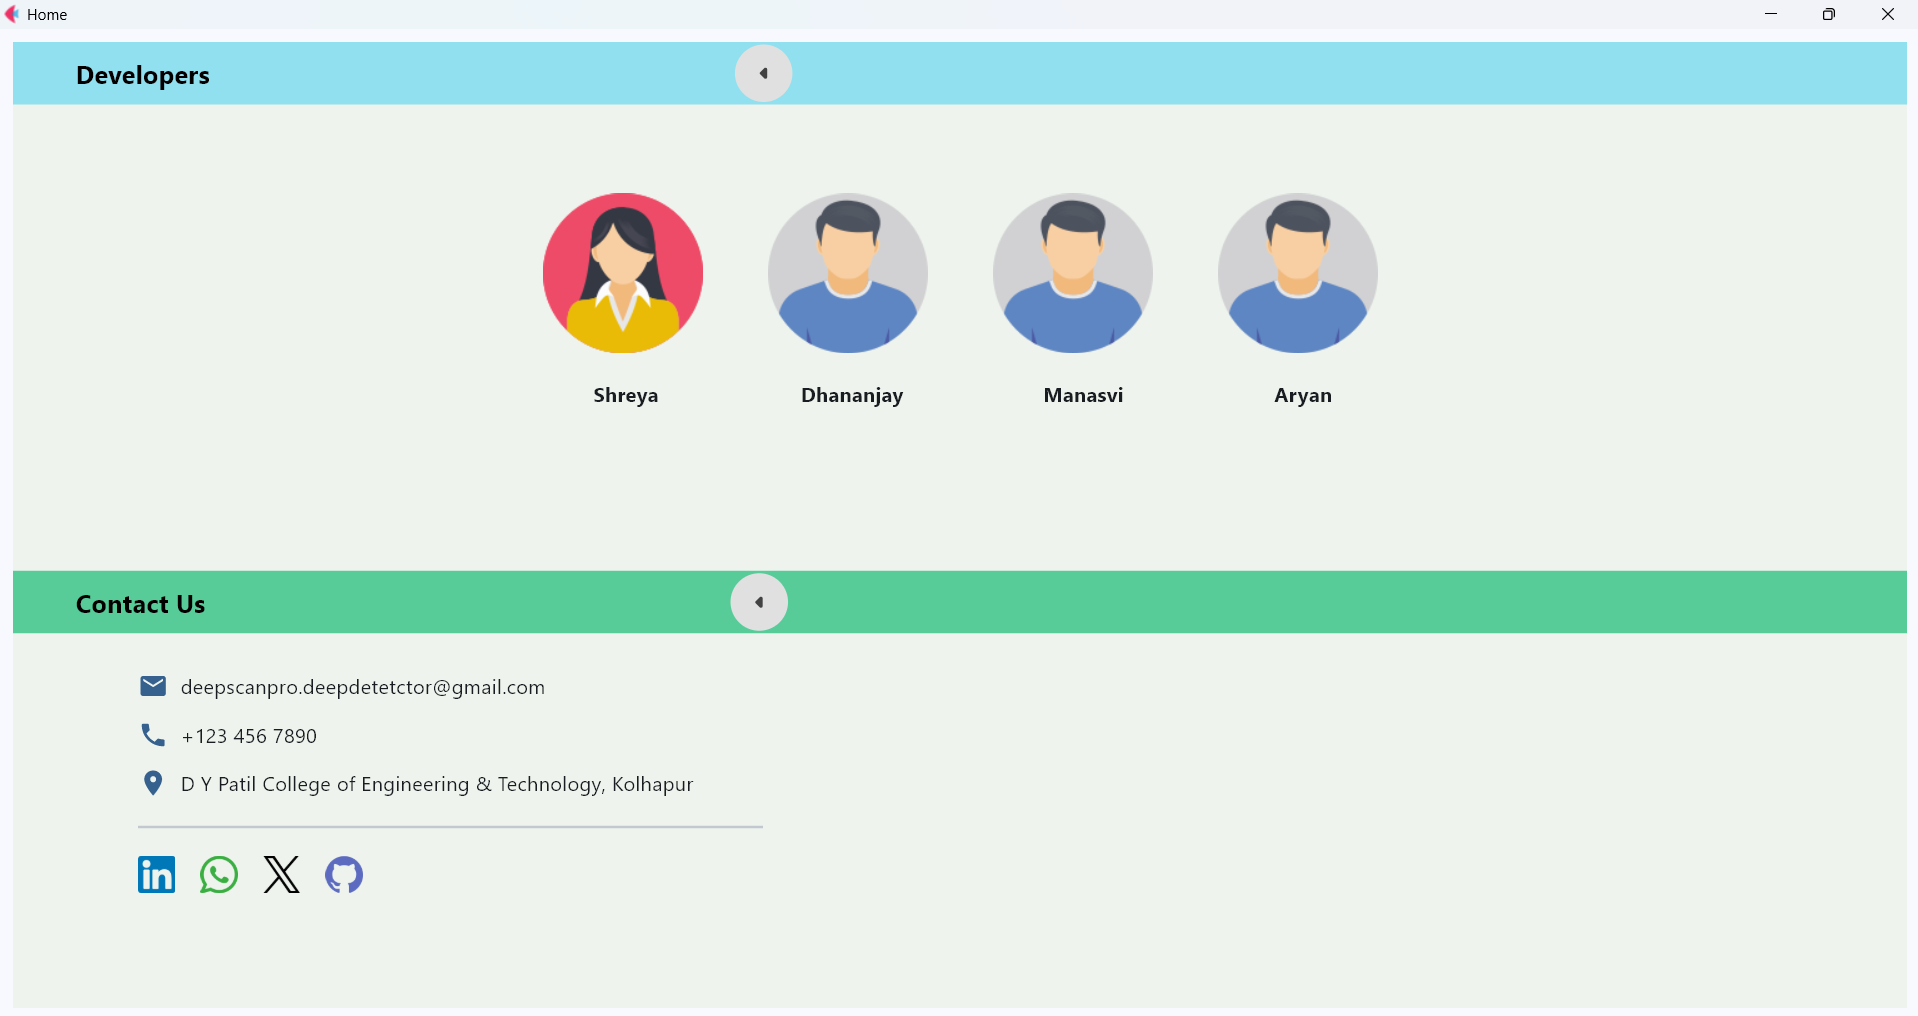 Home
Developers
Shreya
Dhananjay
Manasvi
Aryan
Contact Us
deepscanpro.deepdetetctor@gmail.com
+123 456 7890
D Y Patil College of Engineering & Technology, Kolhapur
in